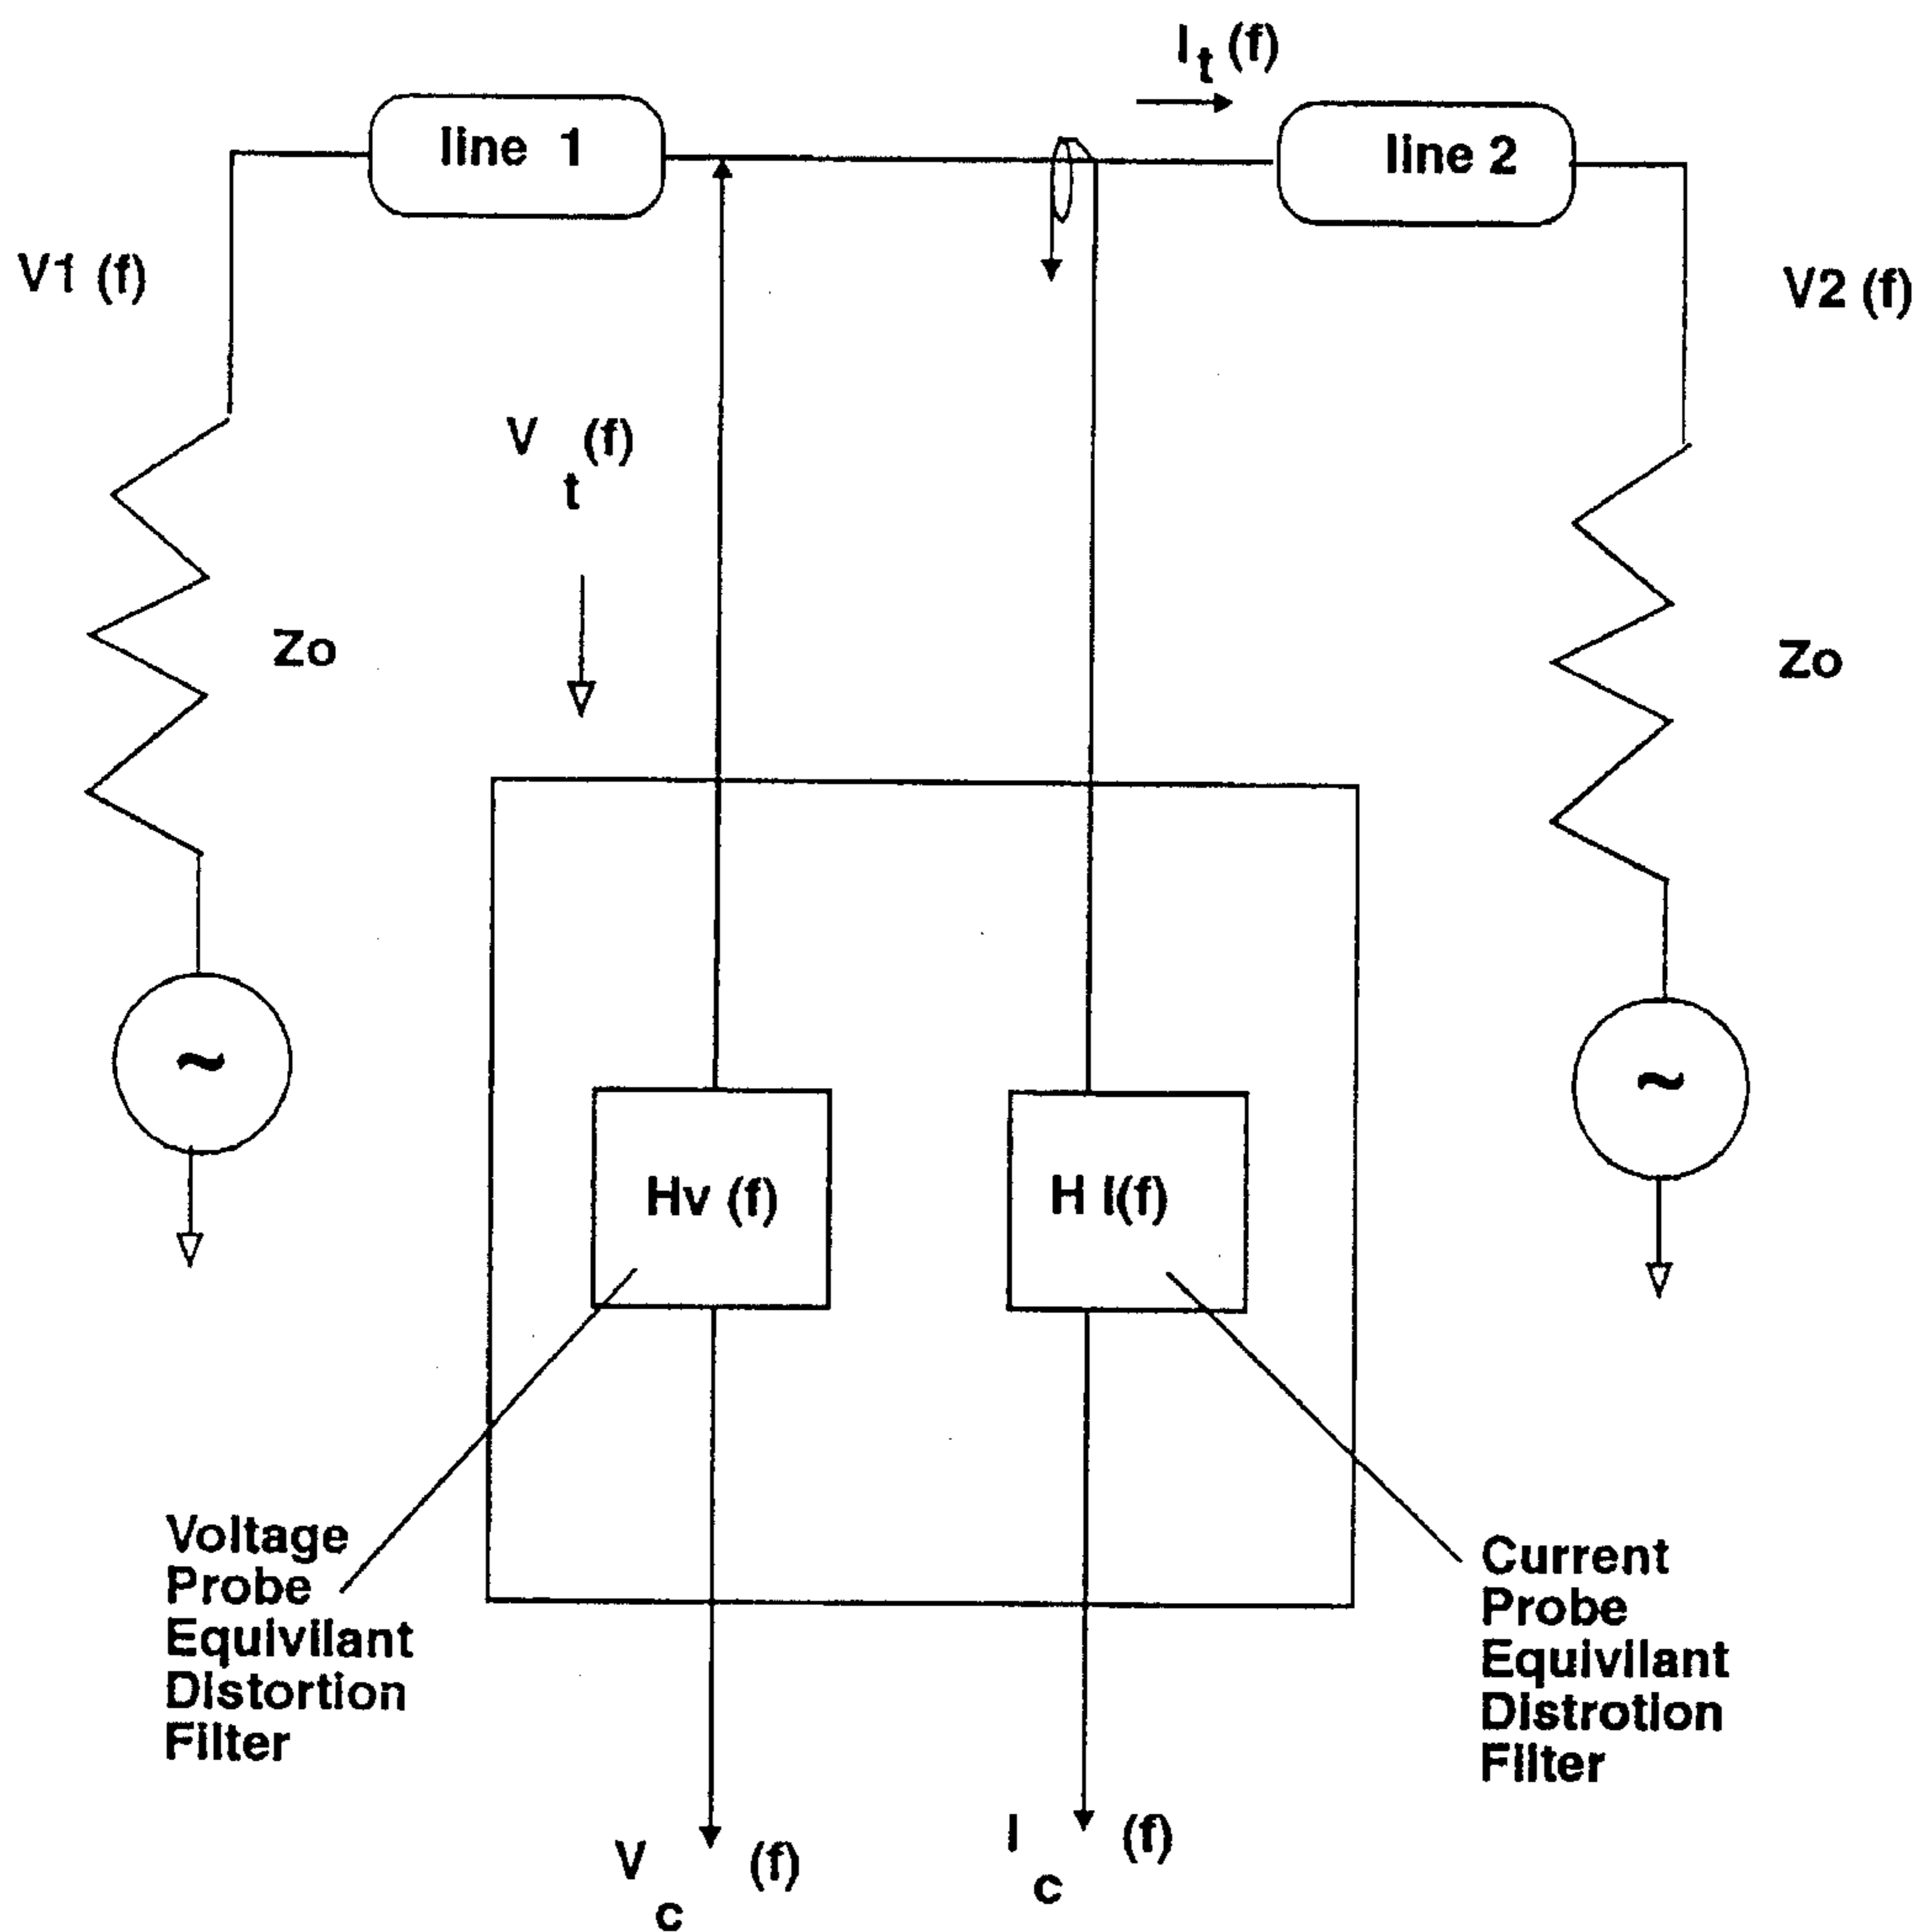 I t (f)
line 1
line 2
V1 (f)
V2 (f)
V t (f)
Zo
Zo
~
~
Hv (f)
H I(f)
Voltage
Probe
Equivilant
Distortion
Filter
Current
Probe
Equivilant
Distrotion
Filter
V c (f)
I c (f)